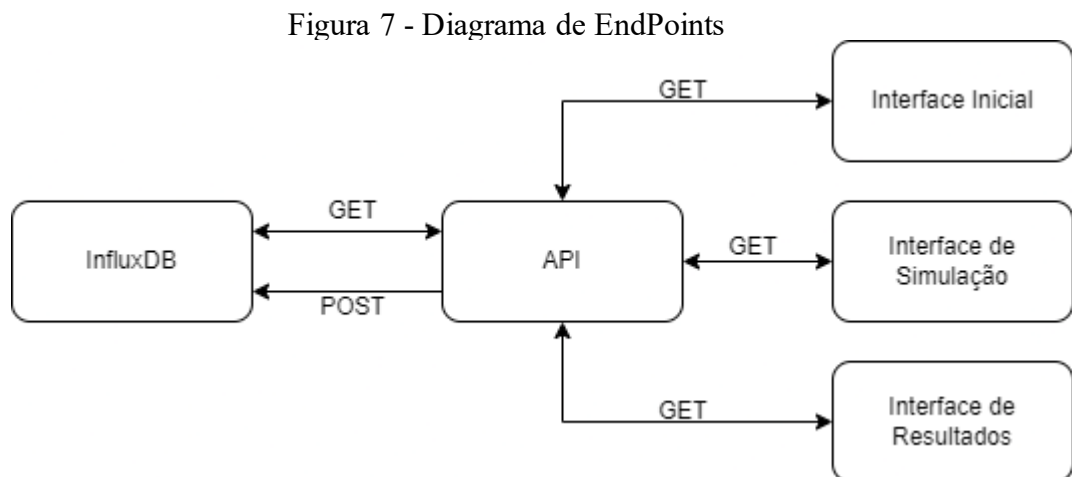 Figura 7 - Diagrama de EndPoints
GET
Interface Inicial
InfluxDB
GET
POST
API
GET
Interface de
Simulação
GET
Interface de
Resultados